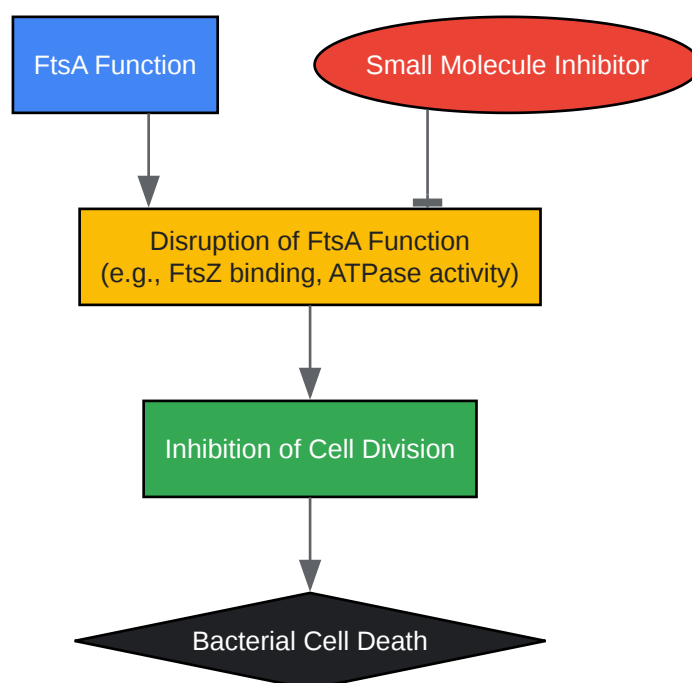 FtsA Function
Small Molecule Inhibitor
Disruption of FtsA Function
(e.g., FtsZ binding, ATPase activity)
Inhibition of Cell Division
Bacterial Cell Death